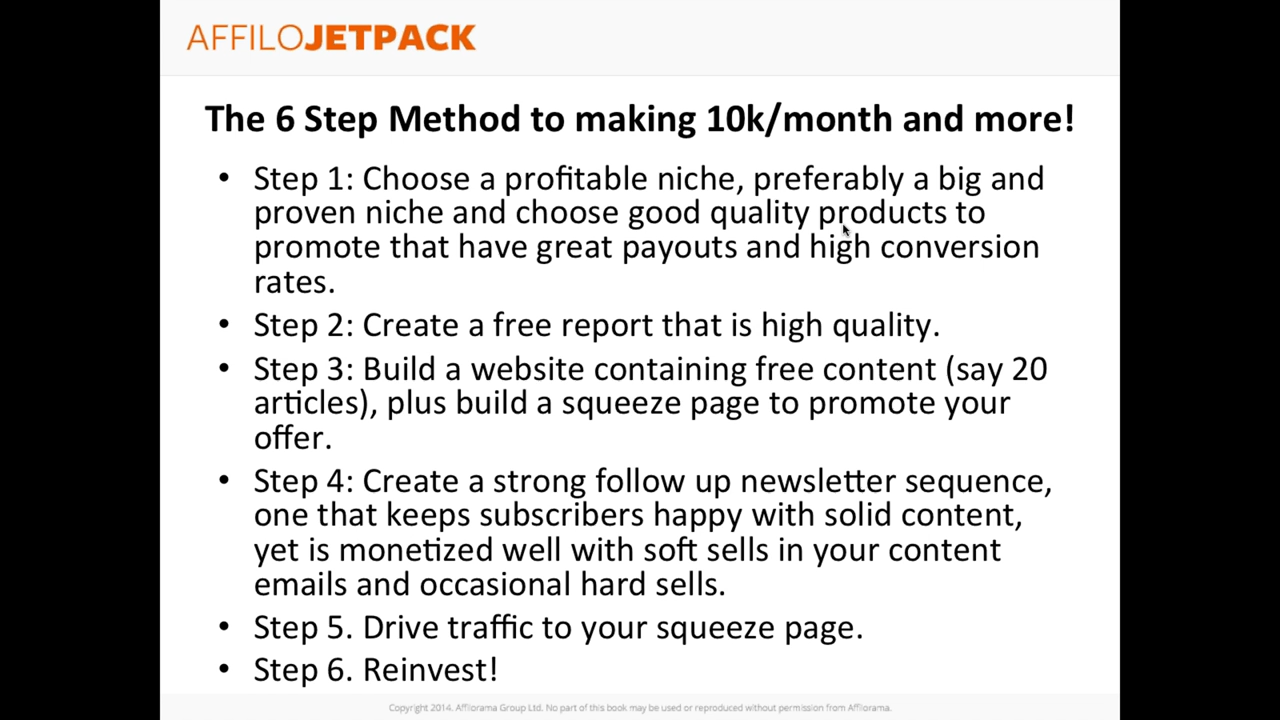 AFFILOJETPACK
The 6 Step Method to making 10k/month and more!
• Step 1: Choose a profitable niche, preferably a big and
proven niche and choose good quality products to
promote that have great payouts and high conversion
rates.
• Step 2: Create a free report that is high quality.
• Step 3: Build a website containing free content (say 20
articles), plus build a squeeze page to promote your
offer.
• Step 4: Create a strong follow up newsletter sequence,
one that keeps subscribers happy with solid content,
yet is monetized well with soft sells in your content
emails and occasional hard sells.
• Step 5. Drive traffic to your squeeze page.
• Step 6. Reinvest!
Copyright 2014. Affilorama Group Ltd. No part of this book may be used or reproduced without permission from Affilorama.